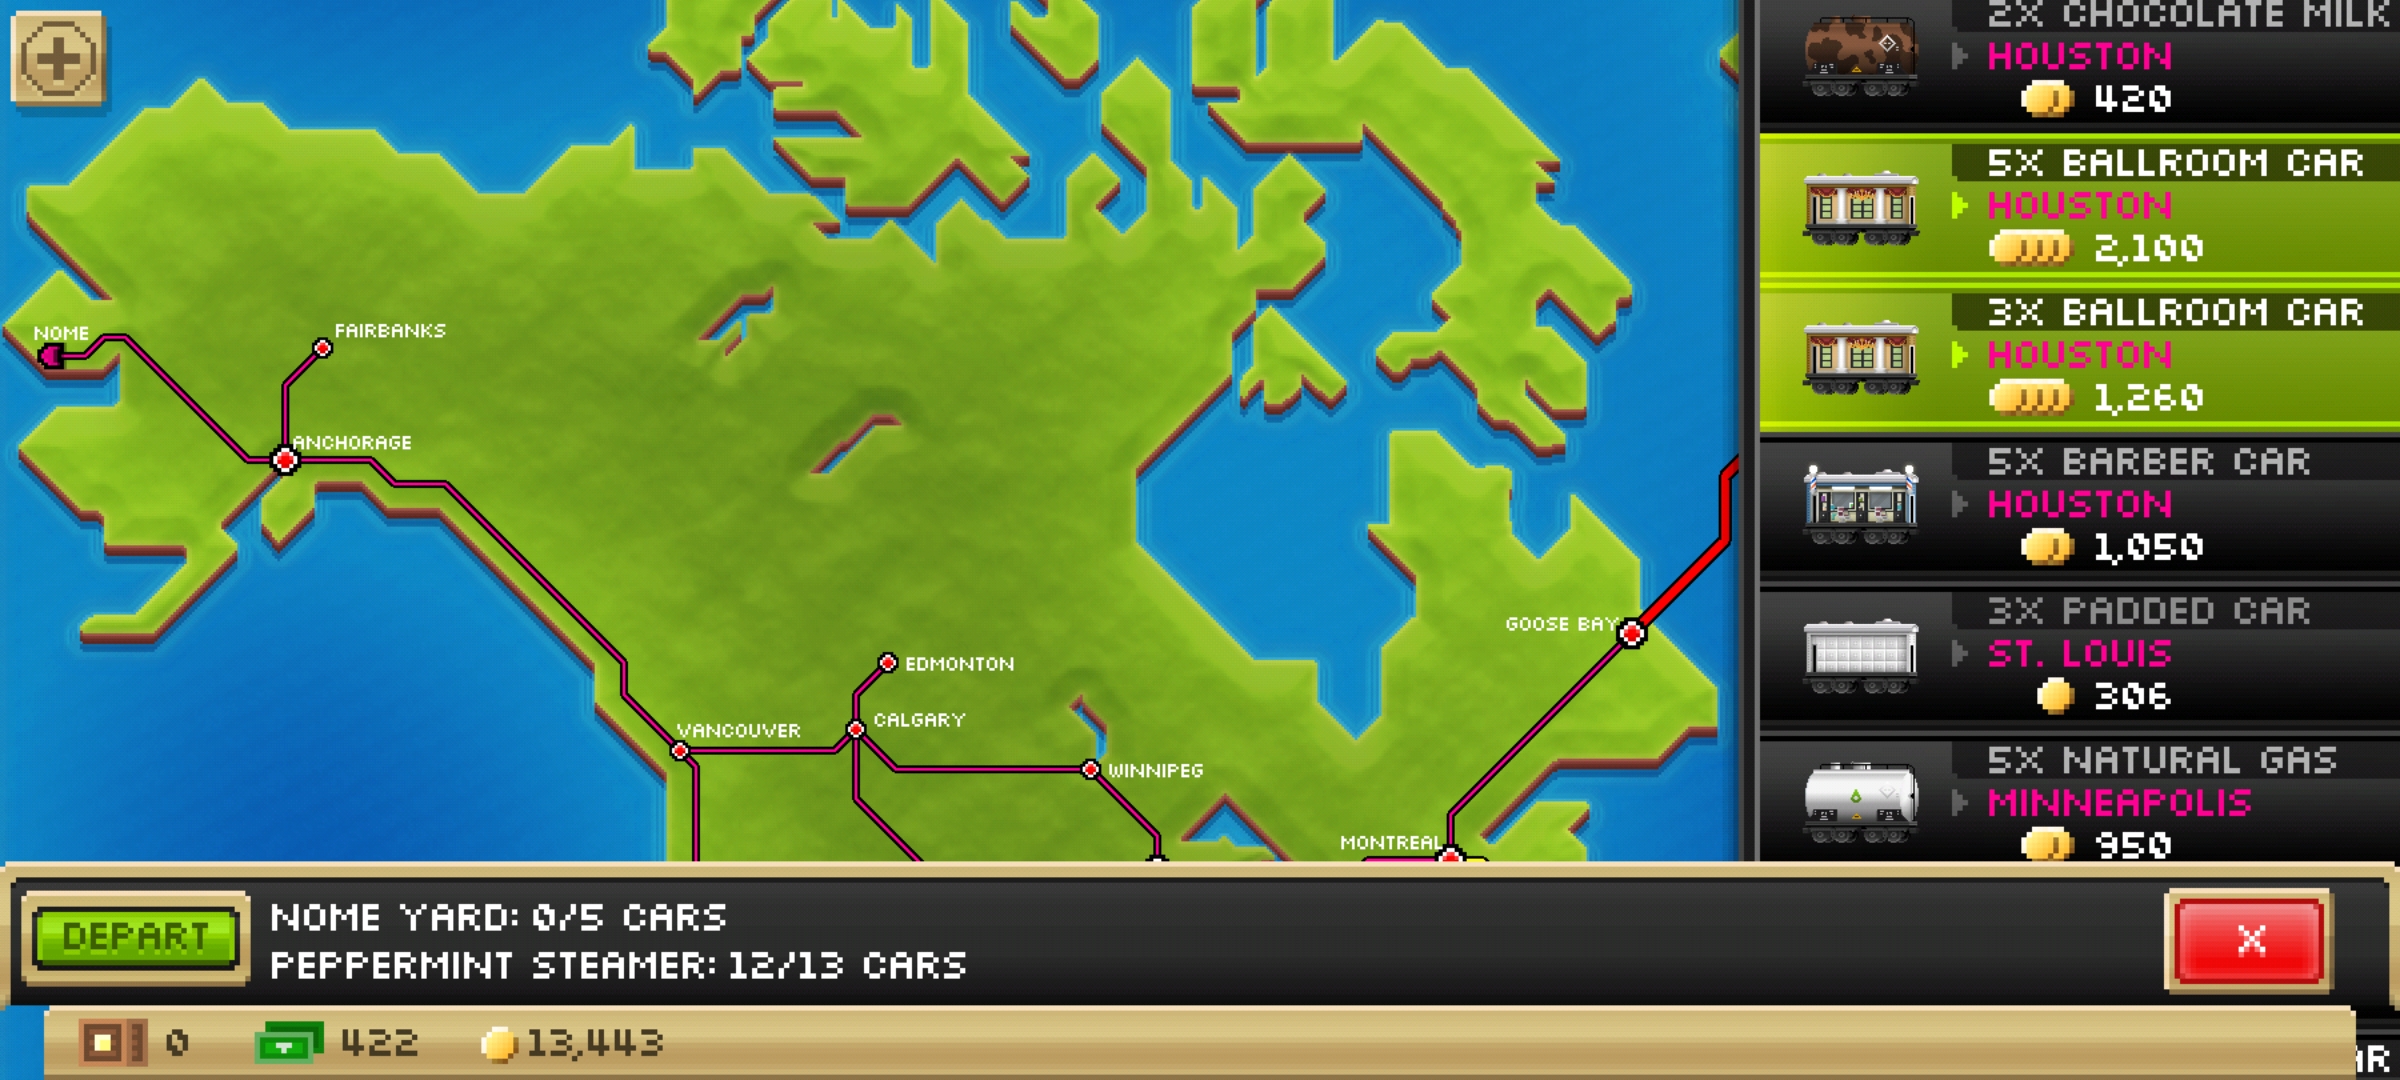 NOME
FAIRBANKS
ANCHORAGE
EDMONTON
CALGARY
VANCOUVER
WINNIPEG
GOOSE BAY
MONTREAL
2X CHOCOLATE MILK
HOUSTON
420
5X BALLROOM CAR
HOUSTON
2,100
3X BALLROOM CAR
HOUSTON
1,260
5X BARBER CAR
HOUSTON
1,050
3X PADDED CAR
ST. LOUIS
306
5X NATURAL GAS
MINNEAPOLIS
950
DEPART
NOME YARD: 0/5 CARS
PEPPERMINT STEAMER: 12/13 CARS
X
0
422
13,443